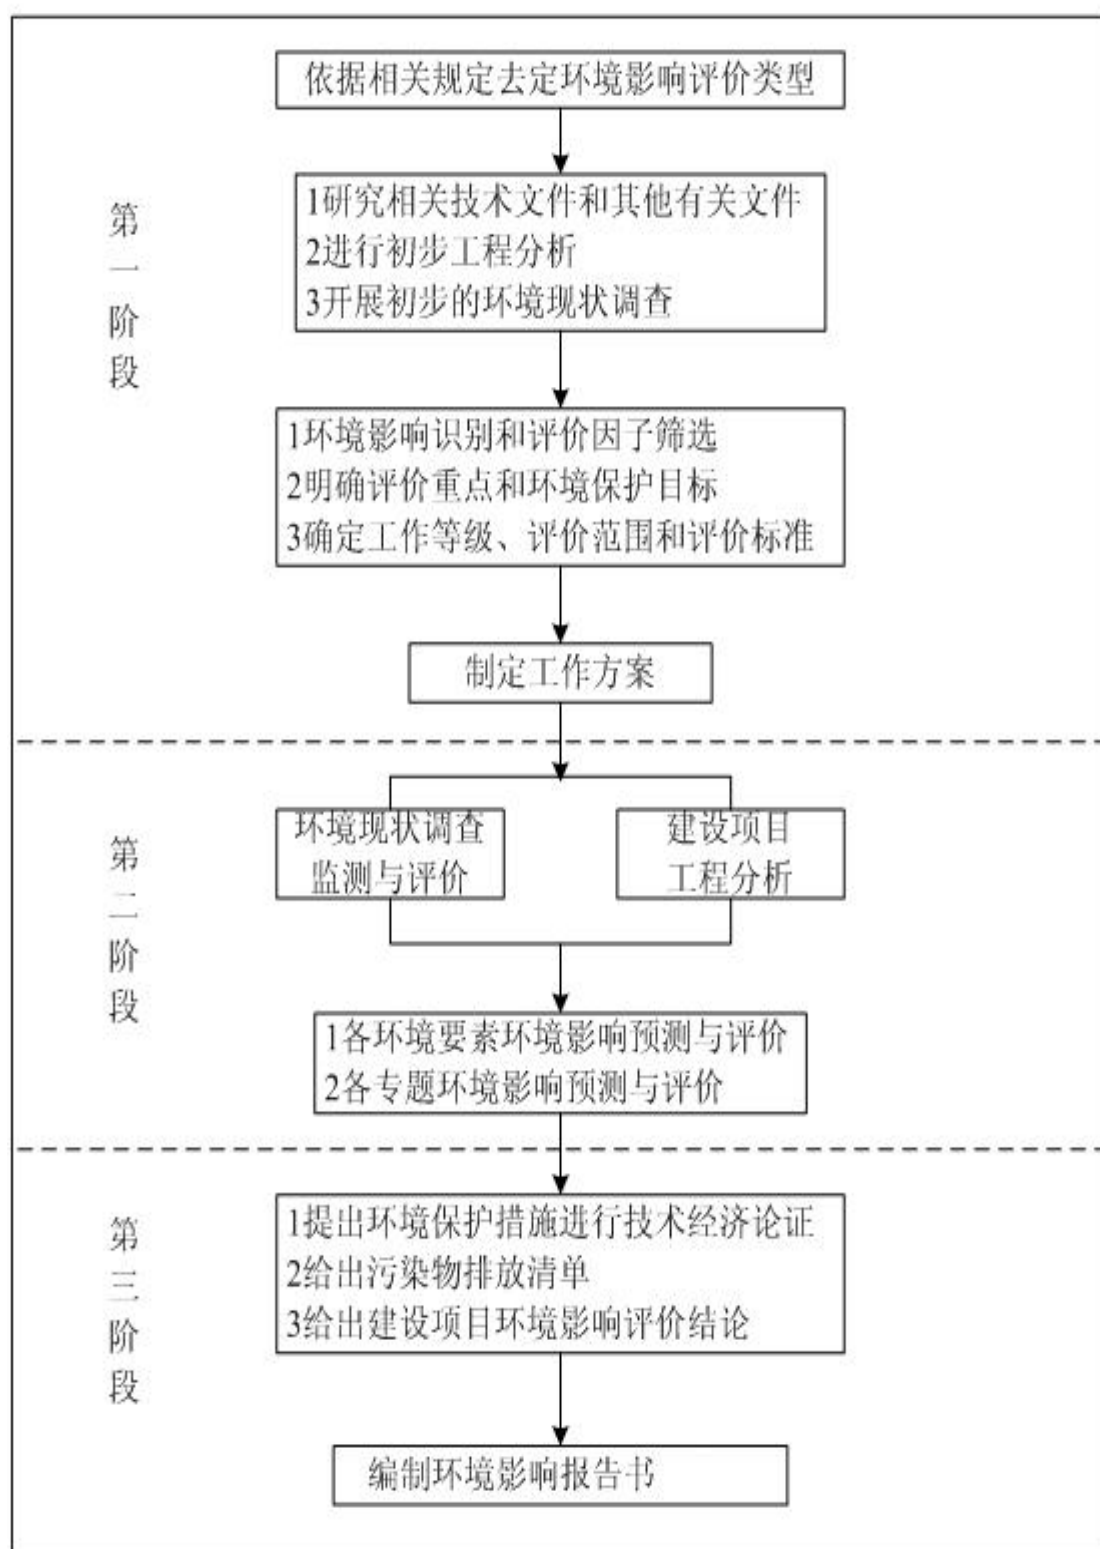 依据相关规定去定环境影响评价类型
第一阶段
1研究相关技术文件和其他有关文件
2进行初步工程分析
3开展初步的环境现状调查
1环境影响识别和评价因子筛选
2明确评价重点和环境保护目标
3确定工作等级、评价范围和评价标准
制定工作方案
第二阶段
环境现状调查
监测与评价
建设项目
工程分析
1各环境要素环境影响预测与评价
2各专题环境影响预测与评价
第三阶段
1提出环境保护措施进行技术经济论证
2给出污染物排放清单
3给出建设项目环境影响评价结论
编制环境影响报告书